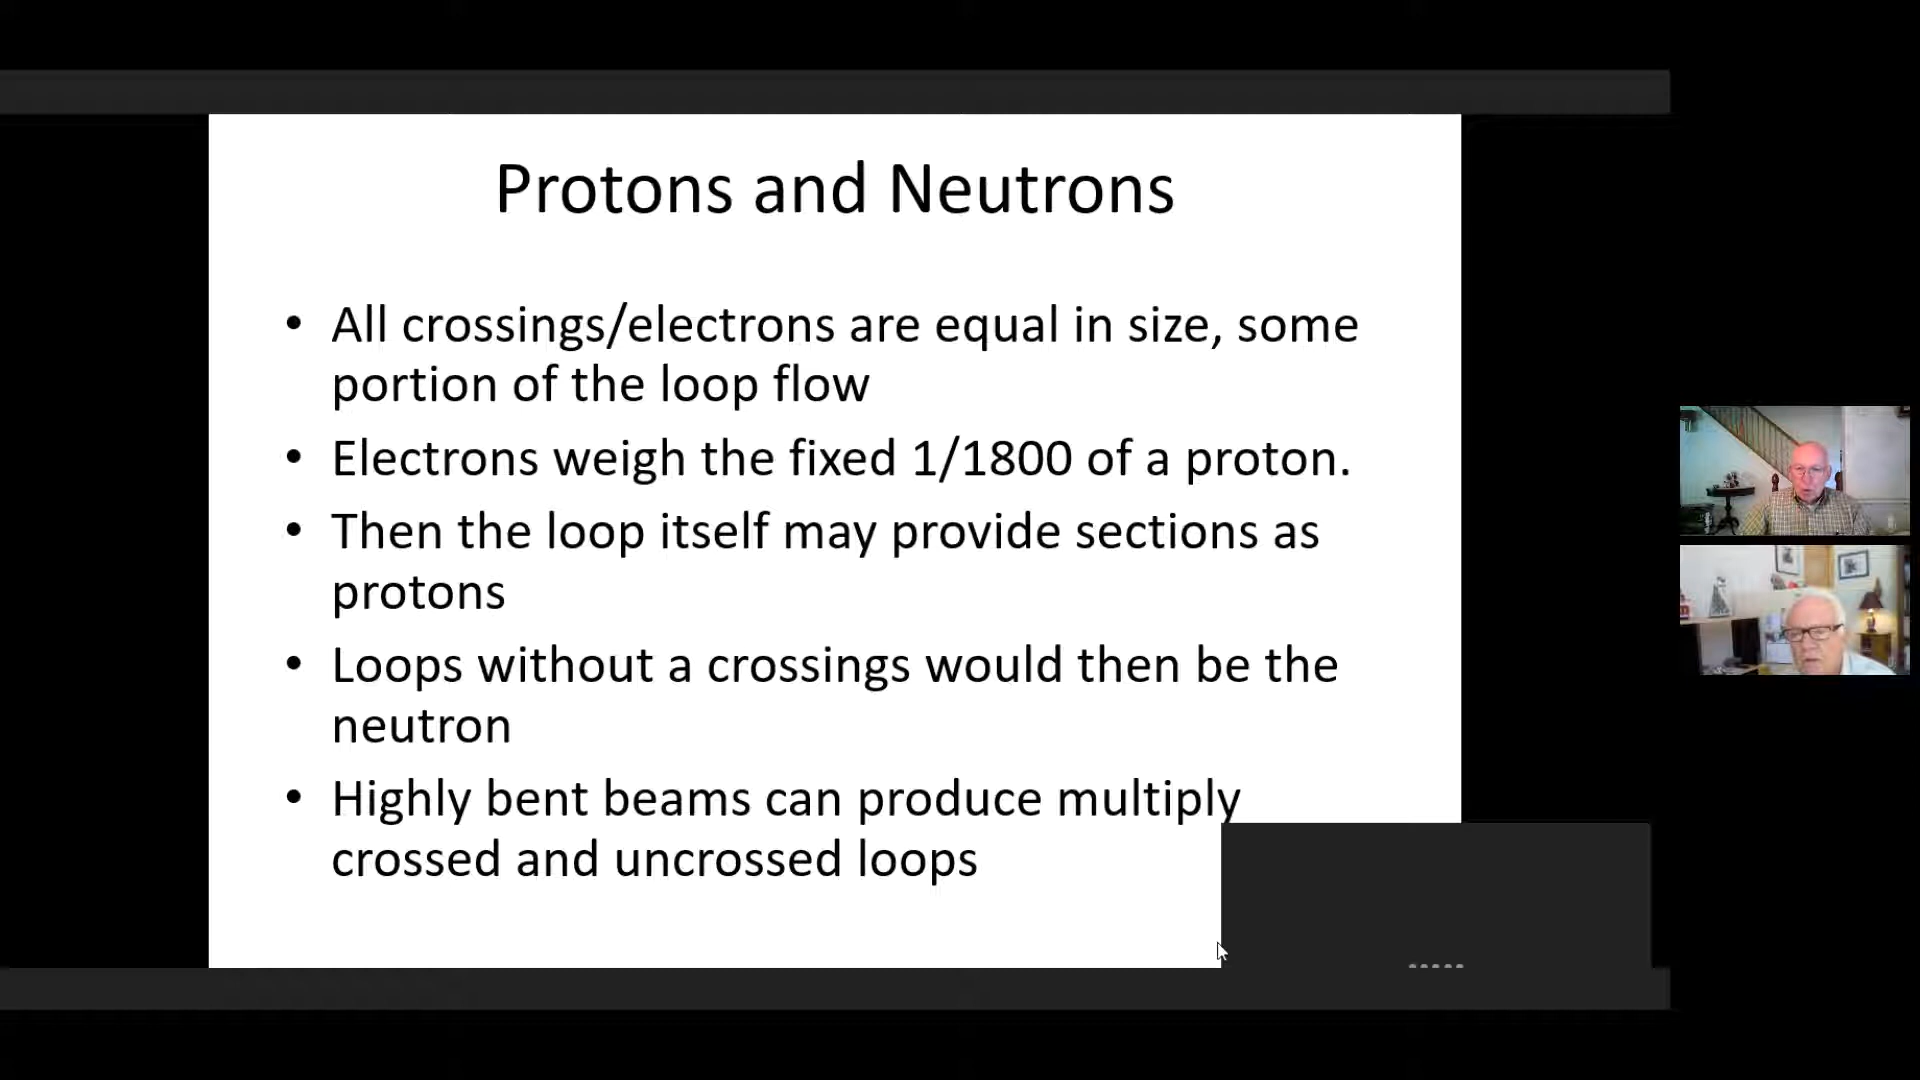 Protons and Neutrons
• All crossings/electrons are equal in size, some
portion of the loop flow
• Electrons weigh the fixed 1/1800 of a proton.
• Then the loop itself may provide sections as
protons
• Loops without a crossings would then be the
neutron
• Highly bent beams can produce multiply
crossed and uncrossed loops